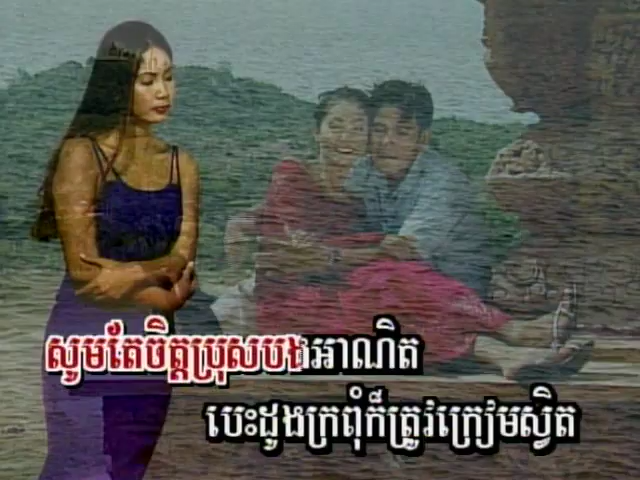 សូមតែចិត្តប្រុសបងអាណិត
បេះដូងក្រពុំក៏ត្រូវក្រៀមស្វិត